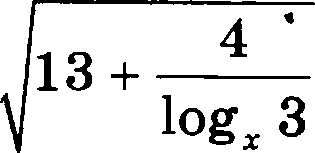 √(13 + 4/(logₓ 3))